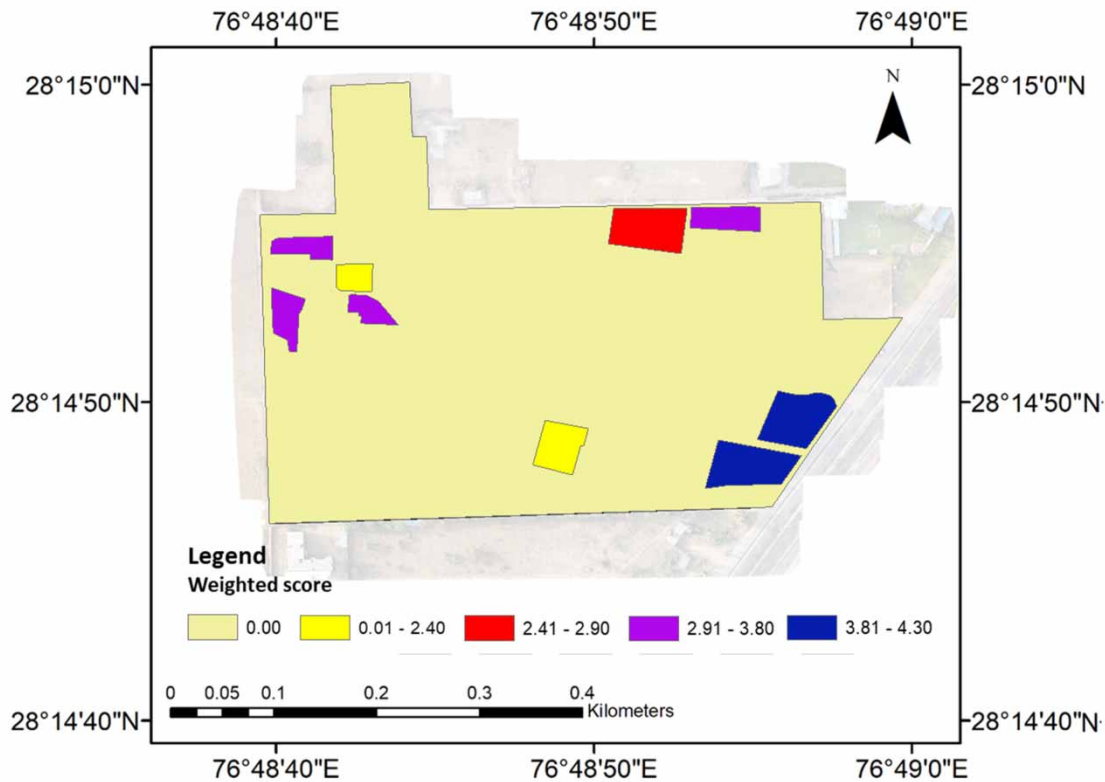 76°48'40"E 76°48'50"E 76°49'0"E
N
28°15'0"N 28°15'0"N
28°14'50"N 28°14'50"N
Legend
Weighted score
0.00 0.01 - 2.40 2.41 - 2.90 2.91 - 3.80 3.81 - 4.30
0 0.05 0.1 0.2 0.3 0.4
Kilometers
28°14'40"N 28°14'40"N
76°48'40"E 76°48'50"E 76°49'0"E